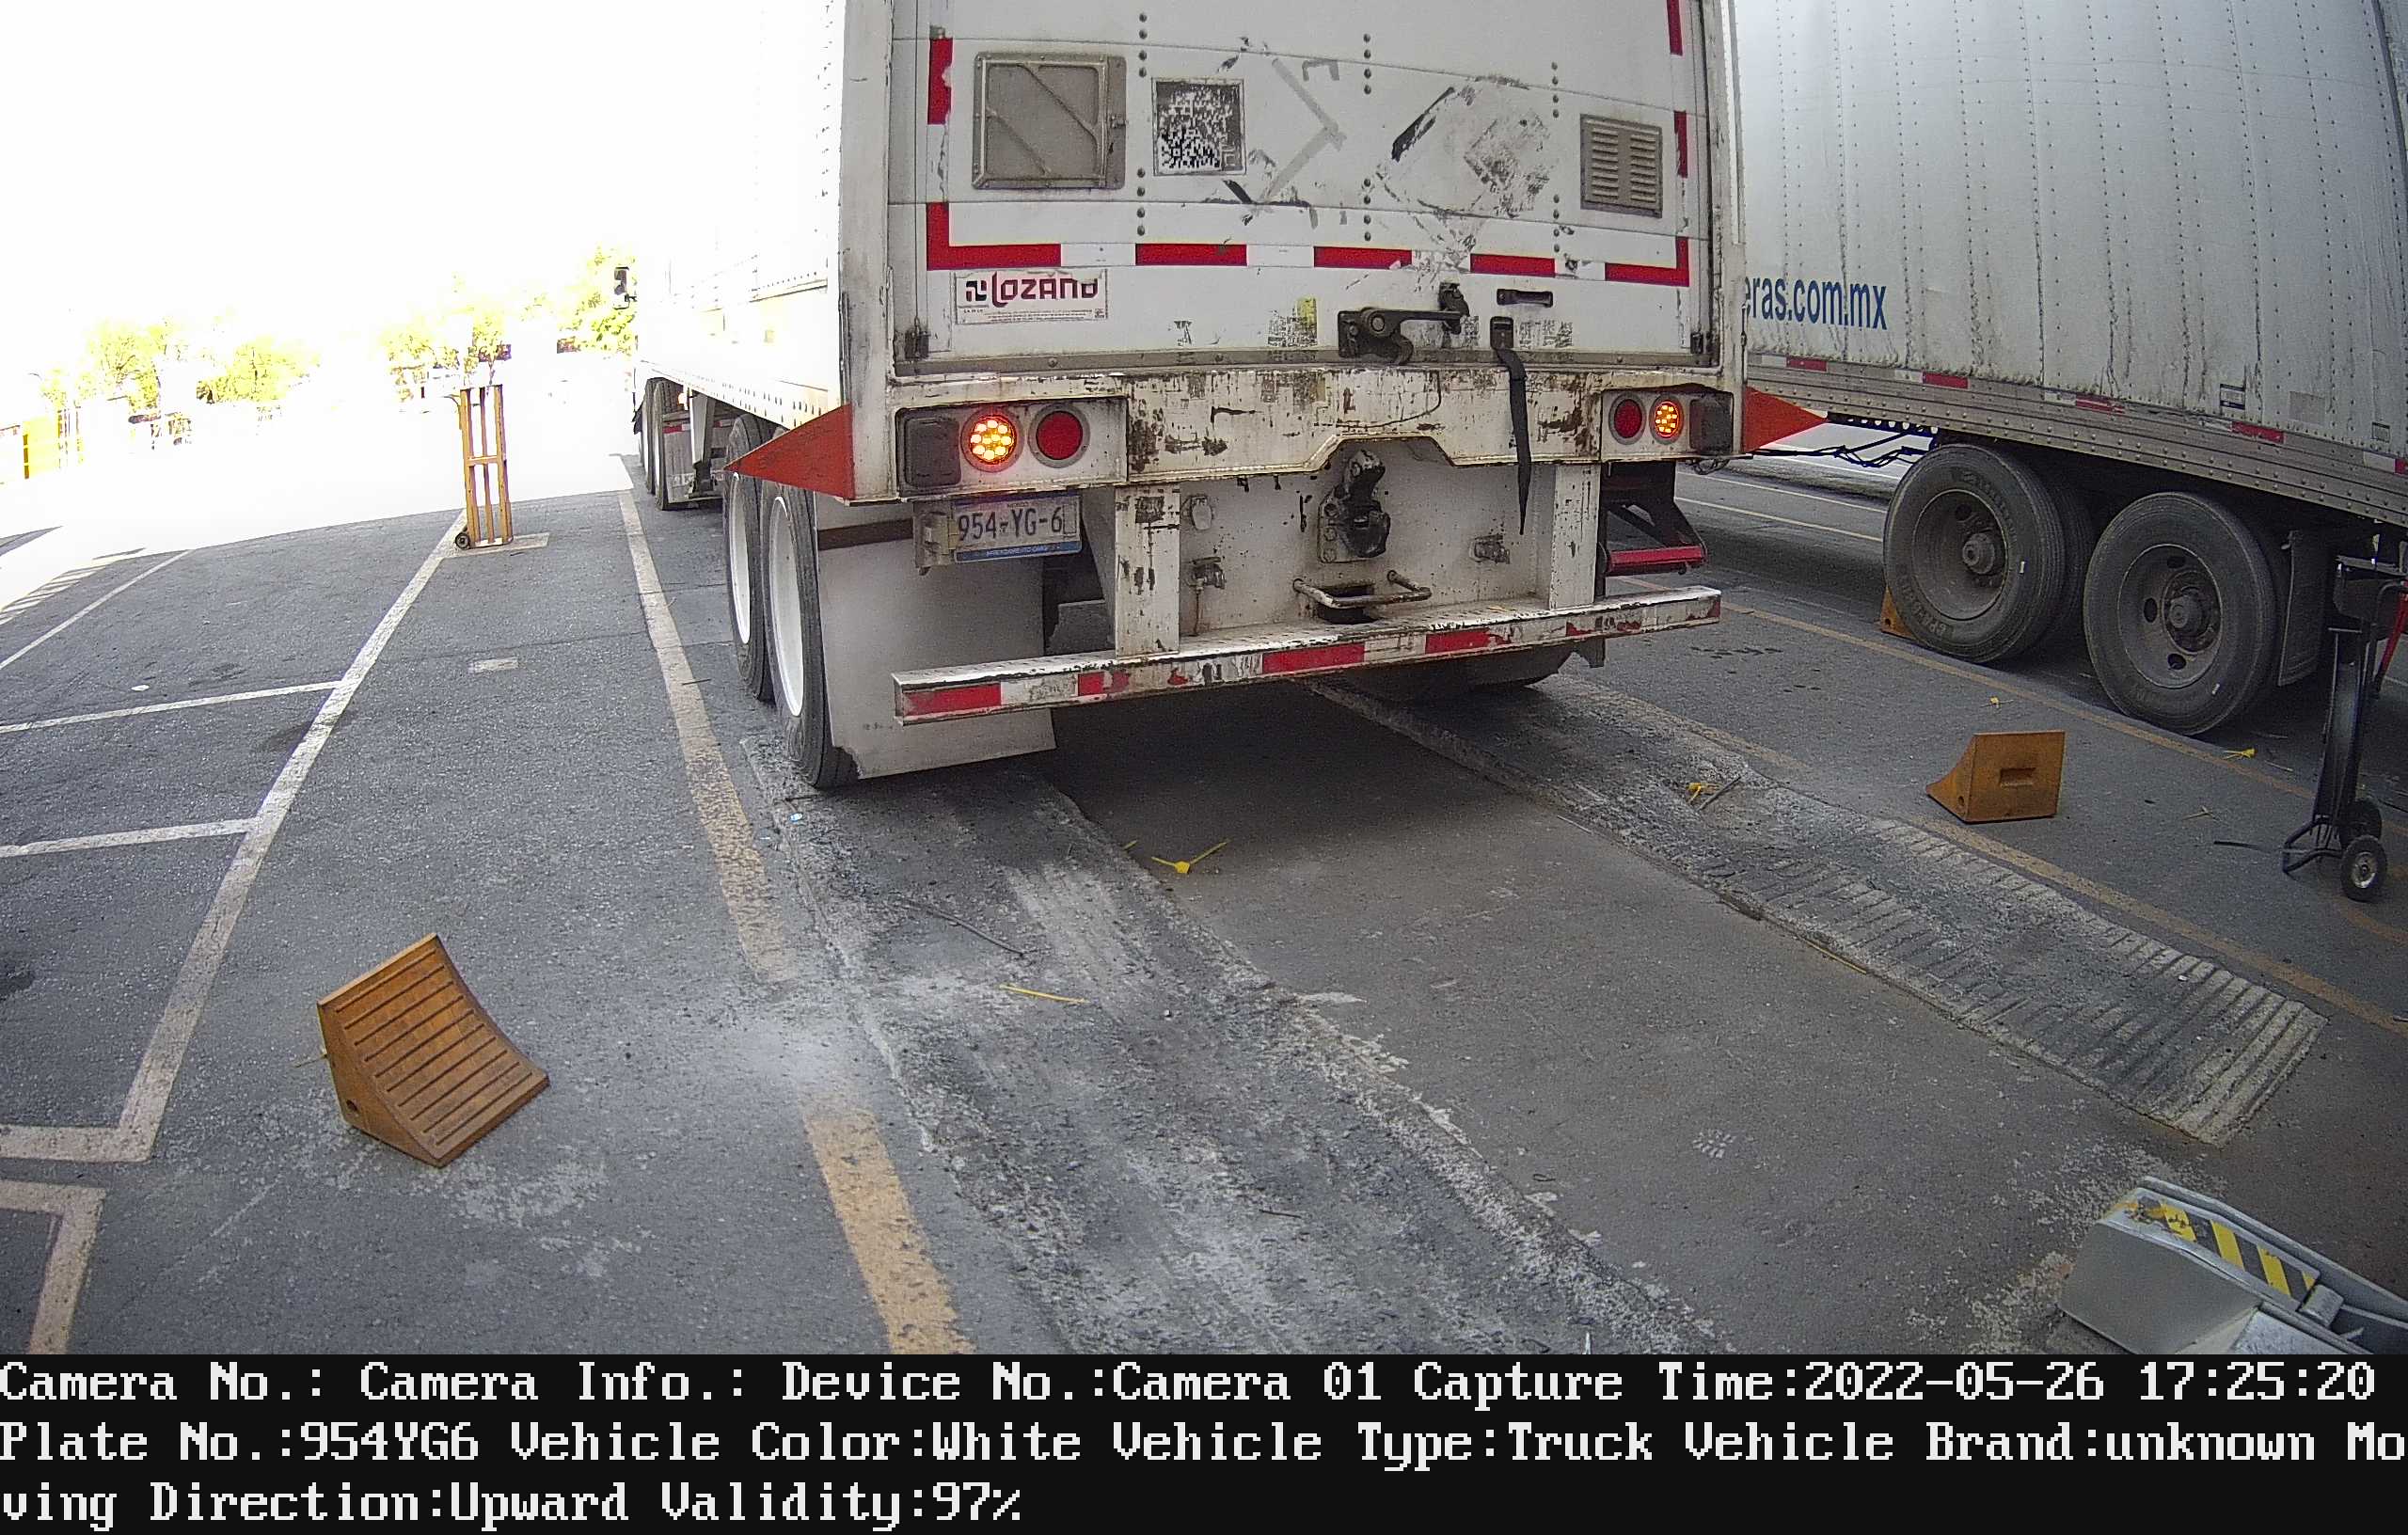 LOZANO
eras.com.mx
954-YG-6
Camera No.: Camera Info.: Device No.:Camera 01 Capture Time:2022-05-26 17:25:20
Plate No.:954YG6 Vehicle Color:White Vehicle Type:Truck Vehicle Brand:unknown Mo
ving Direction:Upward Validity:97%